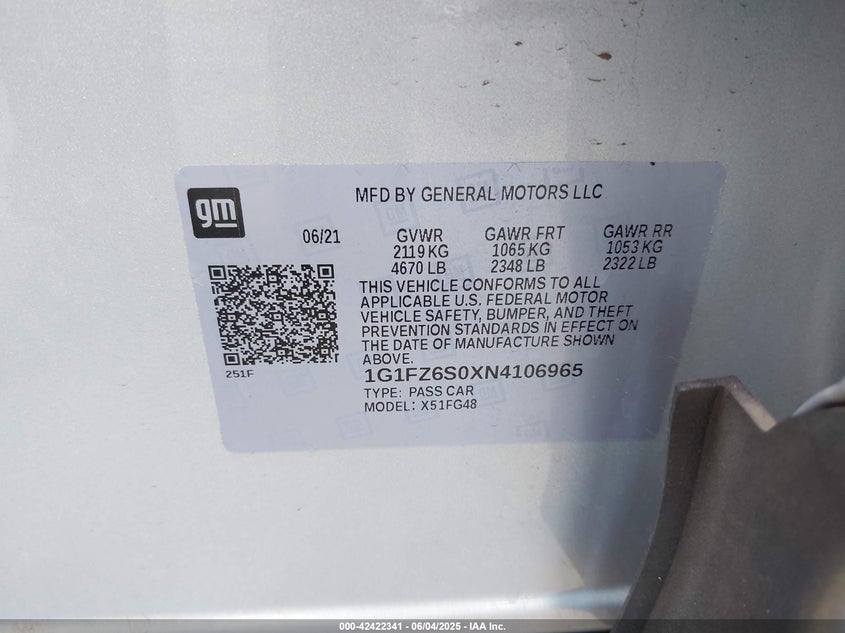 gm
MFD BY GENERAL MOTORS LLC
06/21 GVWR GAWR FRT GAWR RR
2119 KG 1065 KG 1053 KG
4670 LB 2348 LB 2322 LB
THIS VEHICLE CONFORMS TO ALL
APPLICABLE U.S. FEDERAL MOTOR
VEHICLE SAFETY, BUMPER, AND THEFT
PREVENTION STANDARDS IN EFFECT ON
THE DATE OF MANUFACTURE SHOWN
ABOVE.
251F
1G1FZ6S0XN4106965
TYPE: PASS CAR
MODEL: X51FG48
000-42422341 - 06/04/2025 - IAA Inc.